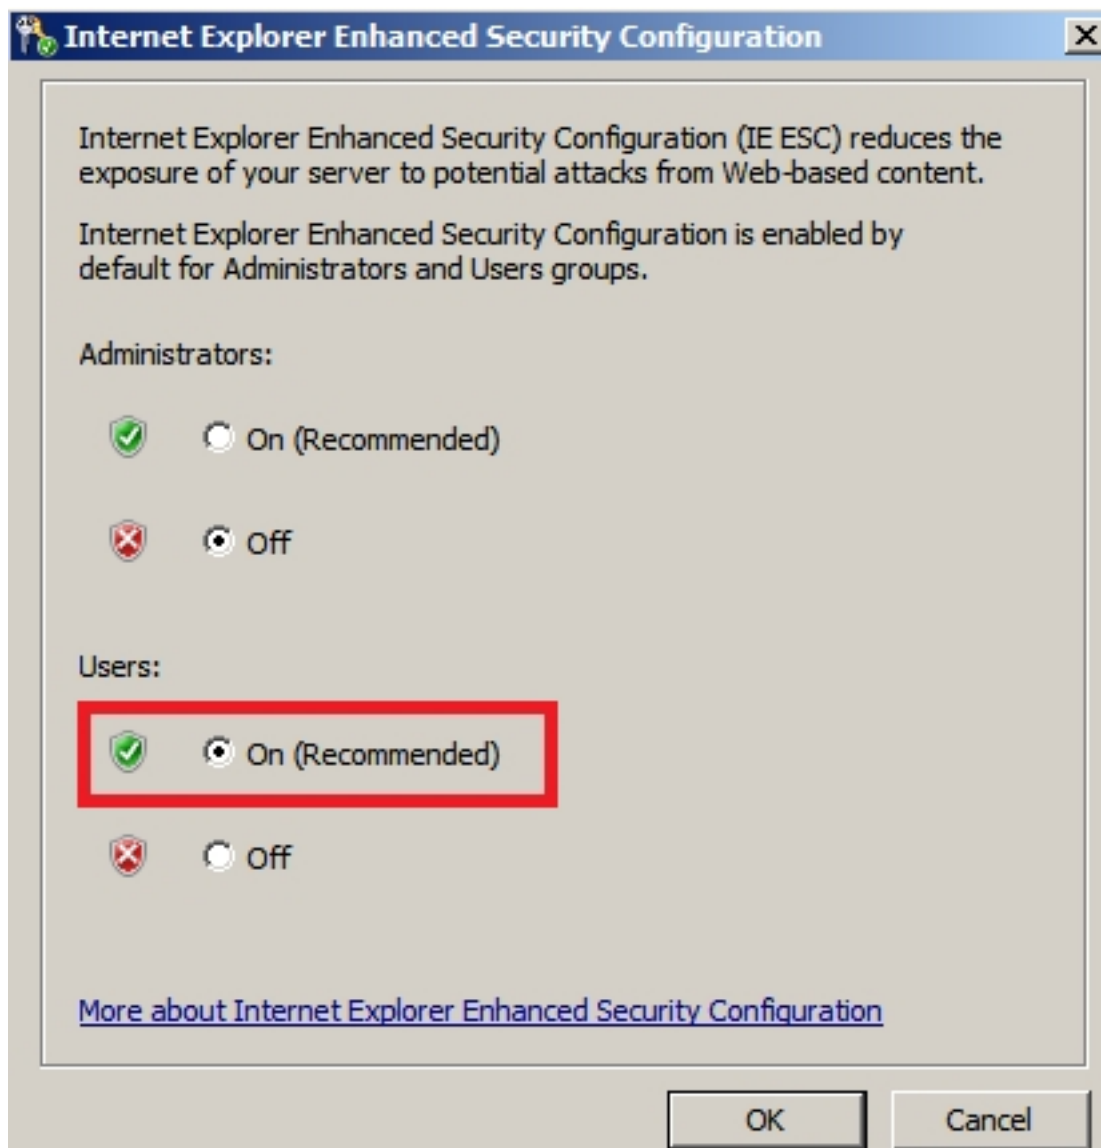 Internet Explorer Enhanced Security Configuration
Internet Explorer Enhanced Security Configuration (IE ESC) reduces the
exposure of your server to potential attacks from Web-based content.
Internet Explorer Enhanced Security Configuration is enabled by
default for Administrators and Users groups.
Administrators:
On (Recommended)
Off
Users:
On (Recommended)
Off
More about Internet Explorer Enhanced Security Configuration
OK Cancel